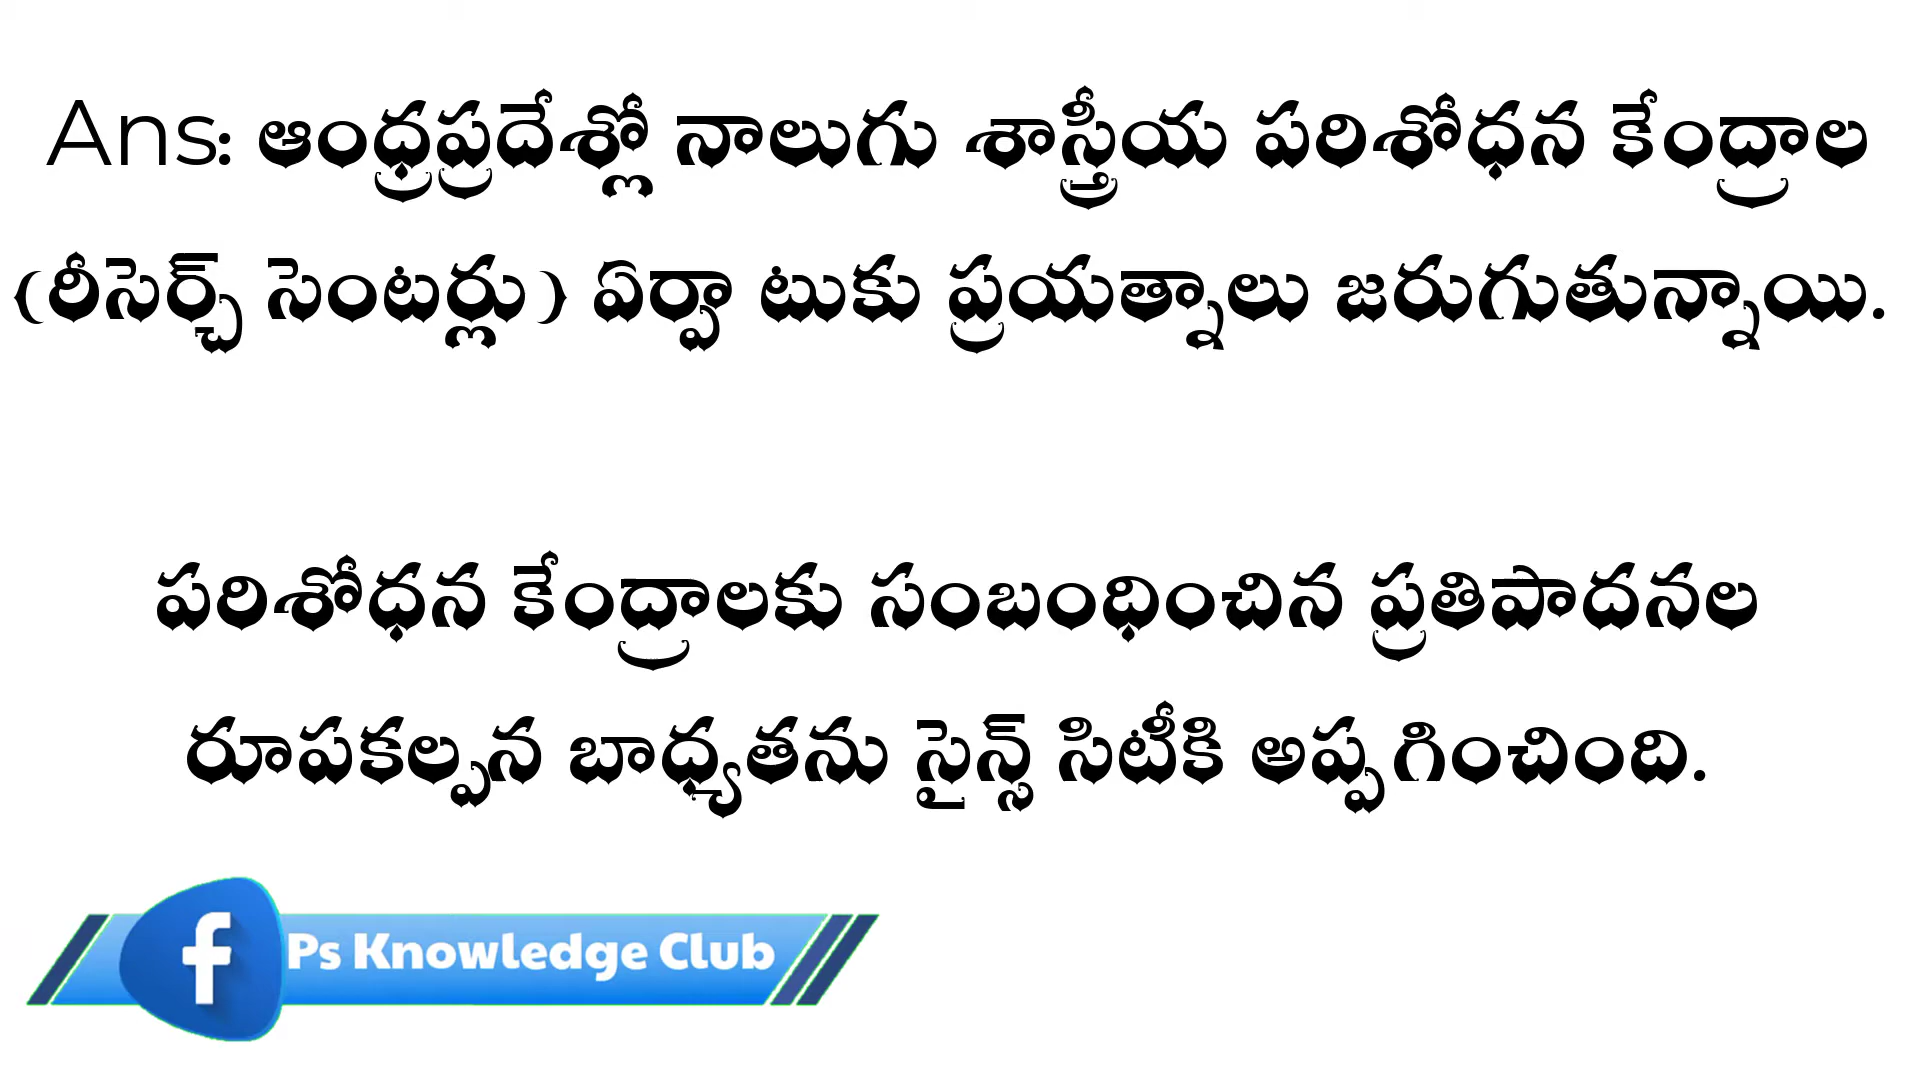 Ans: ఆంధ్రప్రదేశ్లో నాలుగు శాస్త్రీయ పరిశోధన కేంద్రాల
(రీసెర్చ్ సెంటర్లు) ఏర్పా టుకు ప్రయత్నాలు జరుగుతున్నాయి.
పరిశోధన కేంద్రాలకు సంబంధించిన ప్రతిపాదనల
రూపకల్పన బాధ్యతను సైన్స్ సిటీకి అప్పగించింది.
f Ps Knowledge Club